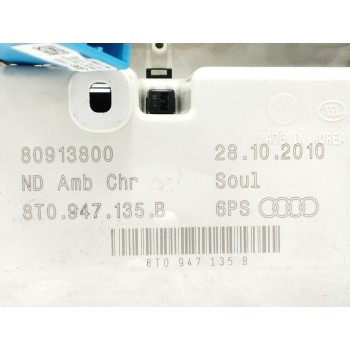 MADE IN KOREA
80913800 28.10.2010
ND Amb Chr Soul
8T0.947.135.B 6PS
8T0 947 135 B